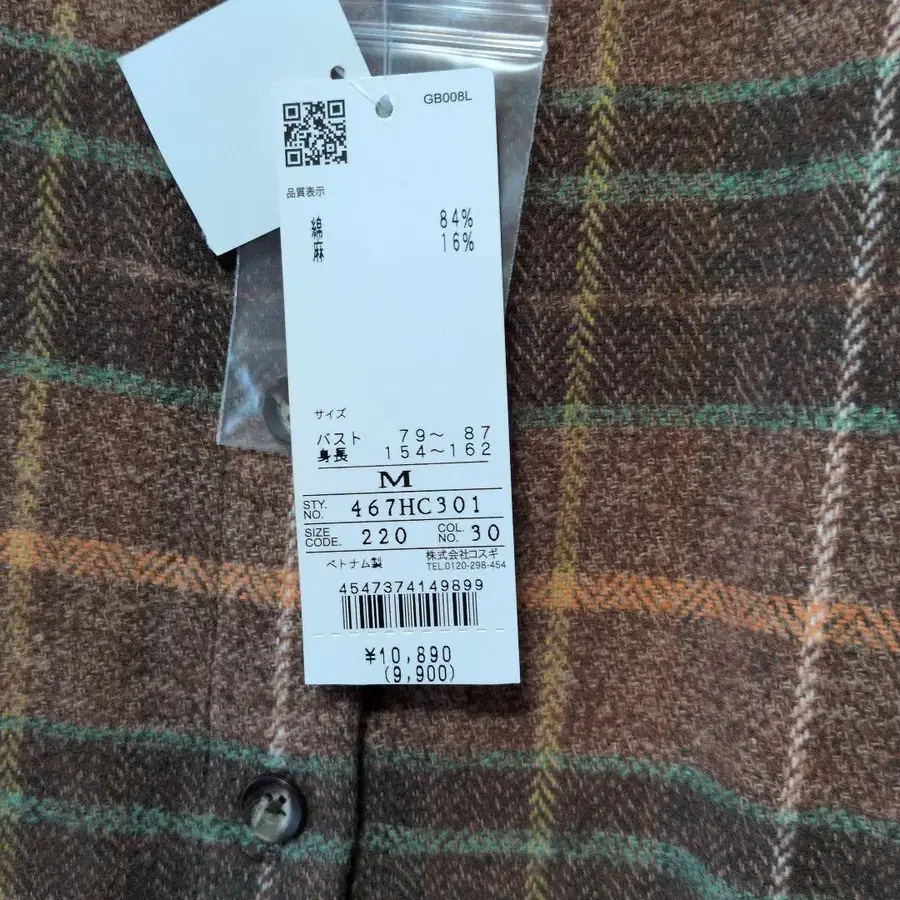 GB008L
品質表示
綿 84%
麻 16%
サイズ
バスト 79～ 87
身長 154～162
M
STY. NO. 467HC301
SIZE CODE. 220 COL. NO. 30
ベトナム製 株式会社コスギ
TEL.0120-298-454
4547374149899
¥10,890
(9,900)